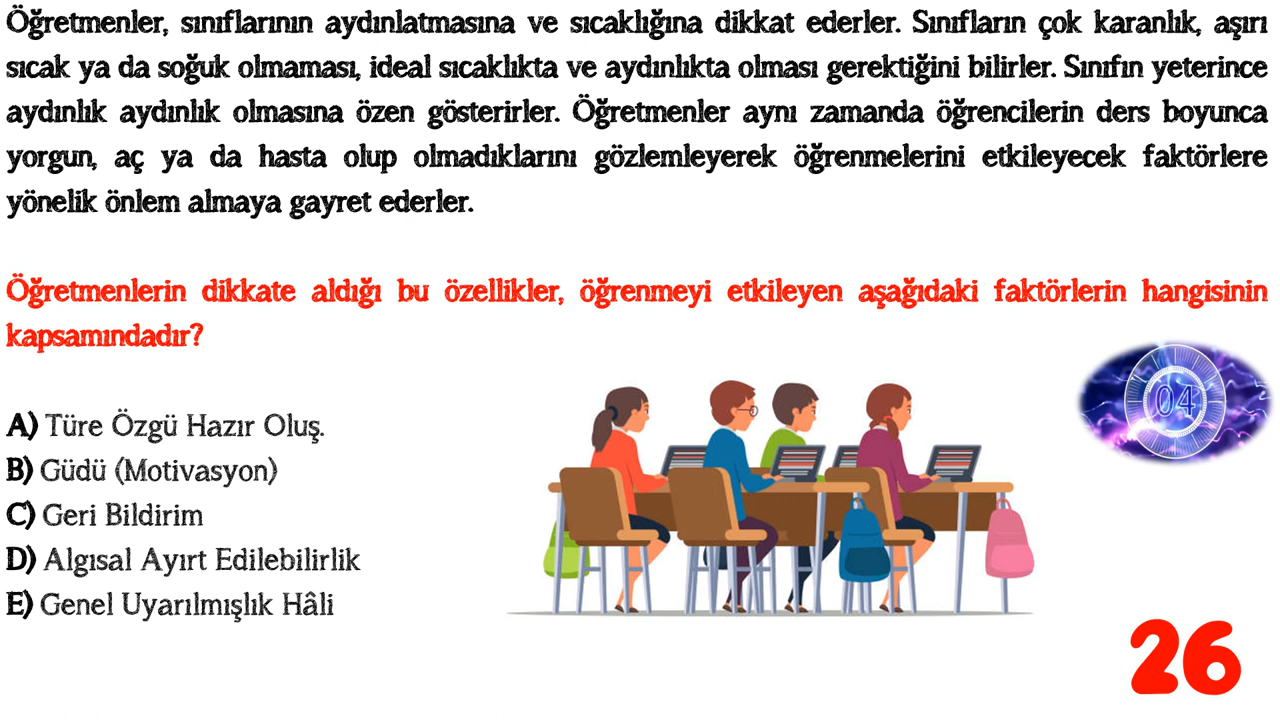 Öğretmenler, sınıflarının aydınlatmasına ve sıcaklığına dikkat ederler. Sınıfların çok karanlık, aşırı
sıcak ya da soğuk olmaması, ideal sıcaklıkta ve aydınlıkta olması gerektiğini bilirler. Sınıfın yeterince
aydınlık aydınlık olmasına özen gösterirler. Öğretmenler aynı zamanda öğrencilerin ders boyunca
yorgun, aç ya da hasta olup olmadıklarını gözlemleyerek öğrenmelerini etkileyecek faktörlere
yönelik önlem almaya gayret ederler.
Öğretmenlerin dikkate aldığı bu özellikler, öğrenmeyi etkileyen aşağıdaki faktörlerin hangisinin
kapsamındadır?
A) Türe Özgü Hazır Oluş.
B) Güdü (Motivasyon)
C) Geri Bildirim
D) Algısal Ayırt Edilebilirlik
E) Genel Uyarılmışlık Hâli
04
26